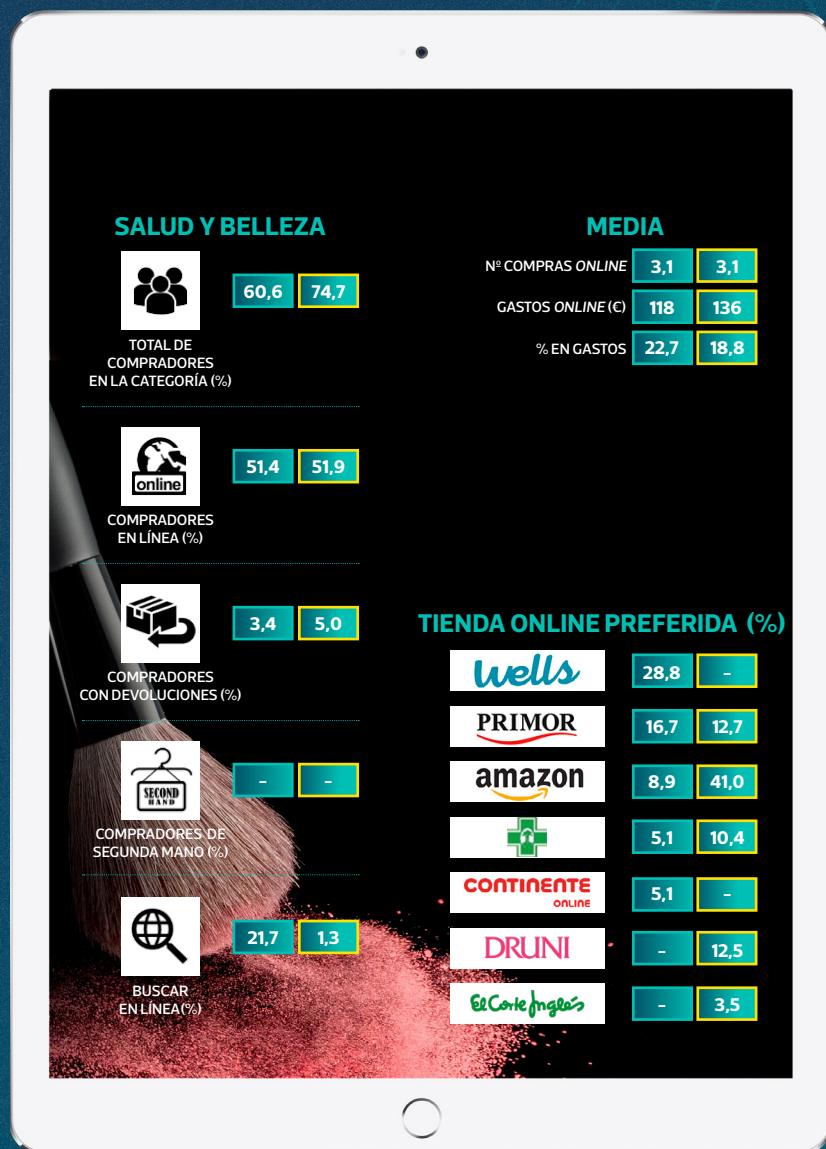 SALUD Y BELLEZA
60,6 74,7
TOTAL DE
COMPRADORES
EN LA CATEGORÍA (%)
online
51,4 51,9
COMPRADORES
EN LÍNEA (%)
3,4 5,0
COMPRADORES
CON DEVOLUCIONES (%)
SECOND
HAND
- -
COMPRADORES DE
SEGUNDA MANO (%)
21,7 1,3
BUSCAR
EN LÍNEA(%)
MEDIA
Nº COMPRAS ONLINE 3,1 3,1
GASTOS ONLINE (€) 118 136
% EN GASTOS 22,7 18,8
TIENDA ONLINE PREFERIDA (%)
wells 28,8 -
PRIMOR 16,7 12,7
amazon 8,9 41,0
5,1 10,4
CONTINENTE
ONLINE
5,1 -
DRUNI - 12,5
El Corte Inglés - 3,5